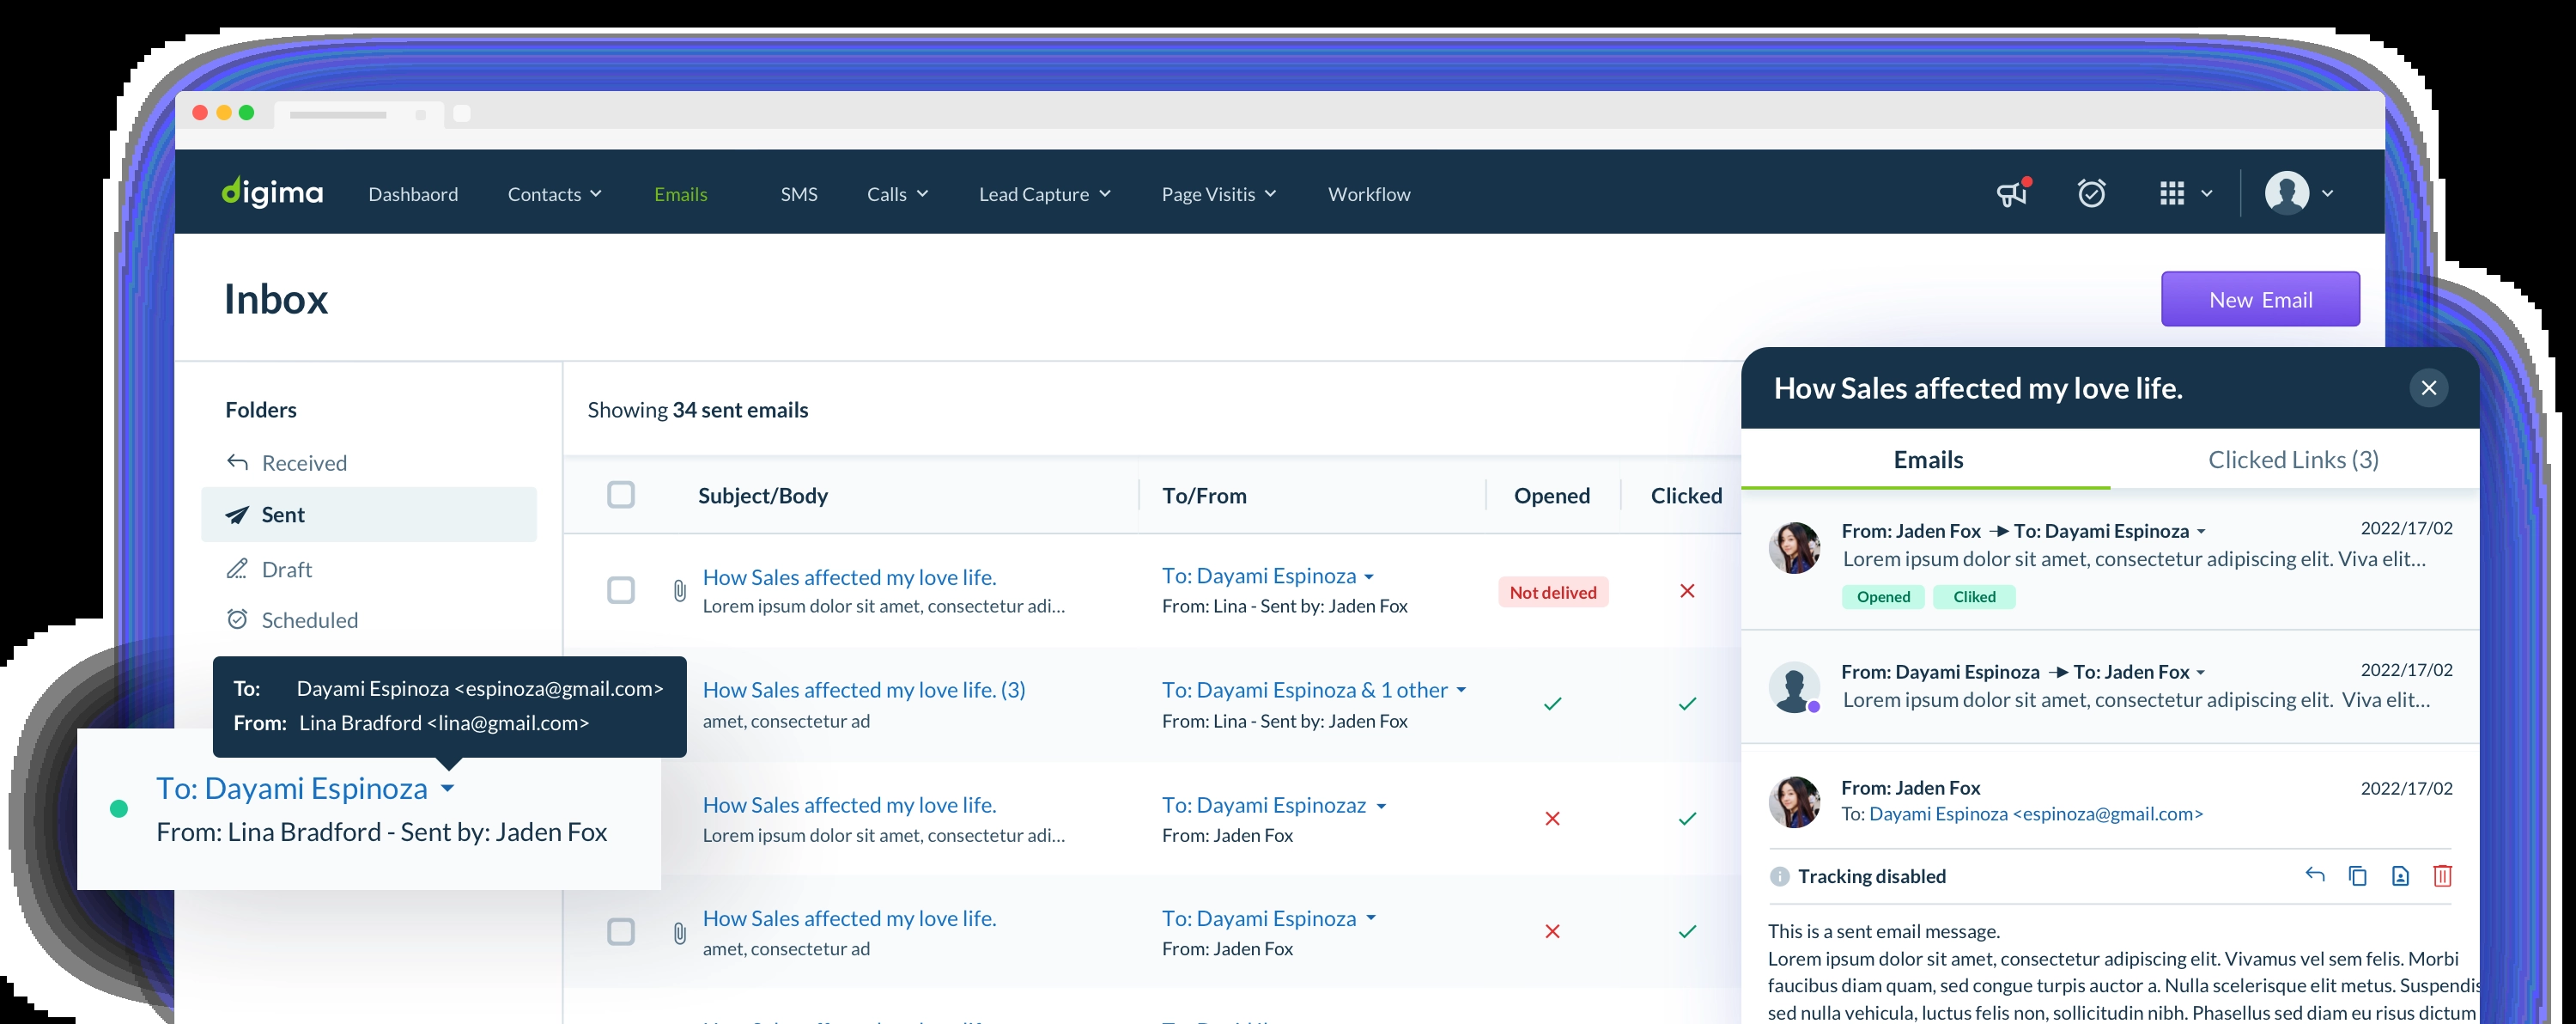 digima Dashbaord Contacts Emails SMS Calls Lead Capture Page Visitis Workflow
Inbox
New Email
Folders
Received
Sent
Draft
Scheduled
To: Dayami Espinoza <espinoza@gmail.com>
From: Lina Bradford <lina@gmail.com>
To: Dayami Espinoza
From: Lina Bradford - Sent by: Jaden Fox
Showing 34 sent emails
Subject/Body To/From Opened Clicked
How Sales affected my love life. To: Dayami Espinoza
Lorem ipsum dolor sit amet, consectetur adi... From: Lina - Sent by: Jaden Fox
Not delived
How Sales affected my love life. (3) To: Dayami Espinoza & 1 other
amet, consectetur ad From: Lina - Sent by: Jaden Fox
How Sales affected my love life. To: Dayami Espinozaz
Lorem ipsum dolor sit amet, consectetur adi... From: Jaden Fox
How Sales affected my love life. To: Dayami Espinoza
amet, consectetur ad From: Jaden Fox
How Sales affected my love life.
Emails Clicked Links (3)
From: Jaden Fox To: Dayami Espinoza 2022/17/02
Lorem ipsum dolor sit amet, consectetur adipiscing elit. Viva elit...
Opened Cliked
From: Dayami Espinoza To: Jaden Fox 2022/17/02
Lorem ipsum dolor sit amet, consectetur adipiscing elit. Viva elit...
From: Jaden Fox 2022/17/02
To: Dayami Espinoza <espinoza@gmail.com>
Tracking disabled
This is a sent email message.
Lorem ipsum dolor sit amet, consectetur adipiscing elit. Vivamus vel sem felis. Morbi
faucibus diam quam, sed congue turpis auctor a. Nulla scelerisque elit metus. Suspendis
sed nulla vehicula, luctus felis non, sollicitudin nibh. Phasellus sed diam eu risus dictum